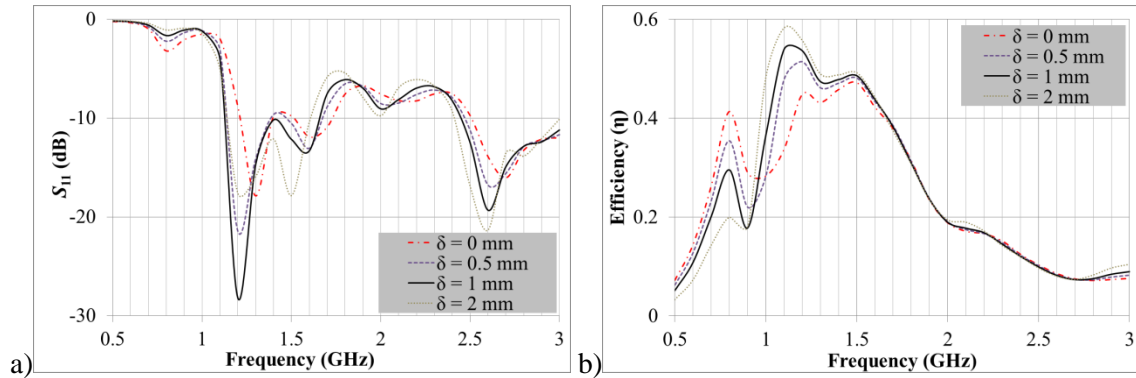 0
-10
-20
-30
S11 (dB)
δ = 0 mm
δ = 0.5 mm
δ = 1 mm
δ = 2 mm
0.5 1 1.5 2 2.5 3
Frequency (GHz)
a)
0.6
0.4
0.2
0
Efficiency (η)
δ = 0 mm
δ = 0.5 mm
δ = 1 mm
δ = 2 mm
0.5 1 1.5 2 2.5 3
Frequency (GHz)
b)